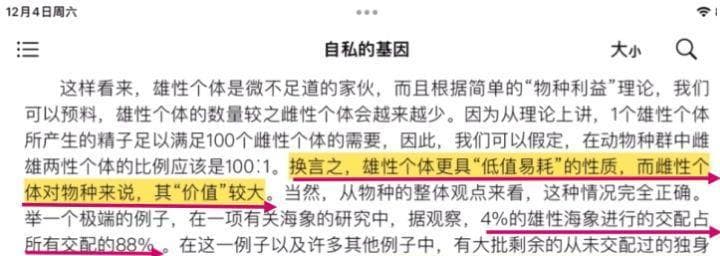 12月4日周六
自私的基因
大小
这样看来，雄性个体是微不足道的家伙，而且根据简单的“物种利益”理论，我们
可以预料，雄性个体的数量较之雌性个体会越来越少。因为从理论上讲，1个雄性个体
所产生的精子足以满足100个雌性个体的需要，因此，我们可以假定，在动物种群中雌
雄两性个体的比例应该是100∶1。换言之，雄性个体更具“低值易耗”的性质，而雌性个
体对物种来说，其“价值”较大。当然，从物种的整体观点来看，这种情况完全正确。
举一个极端的例子，在一项有关海象的研究中，据观察，4%的雄性海象进行的交配占
所有交配的88%。在这一例子以及许多其他例子中，有大批剩余的从未交配过的独身